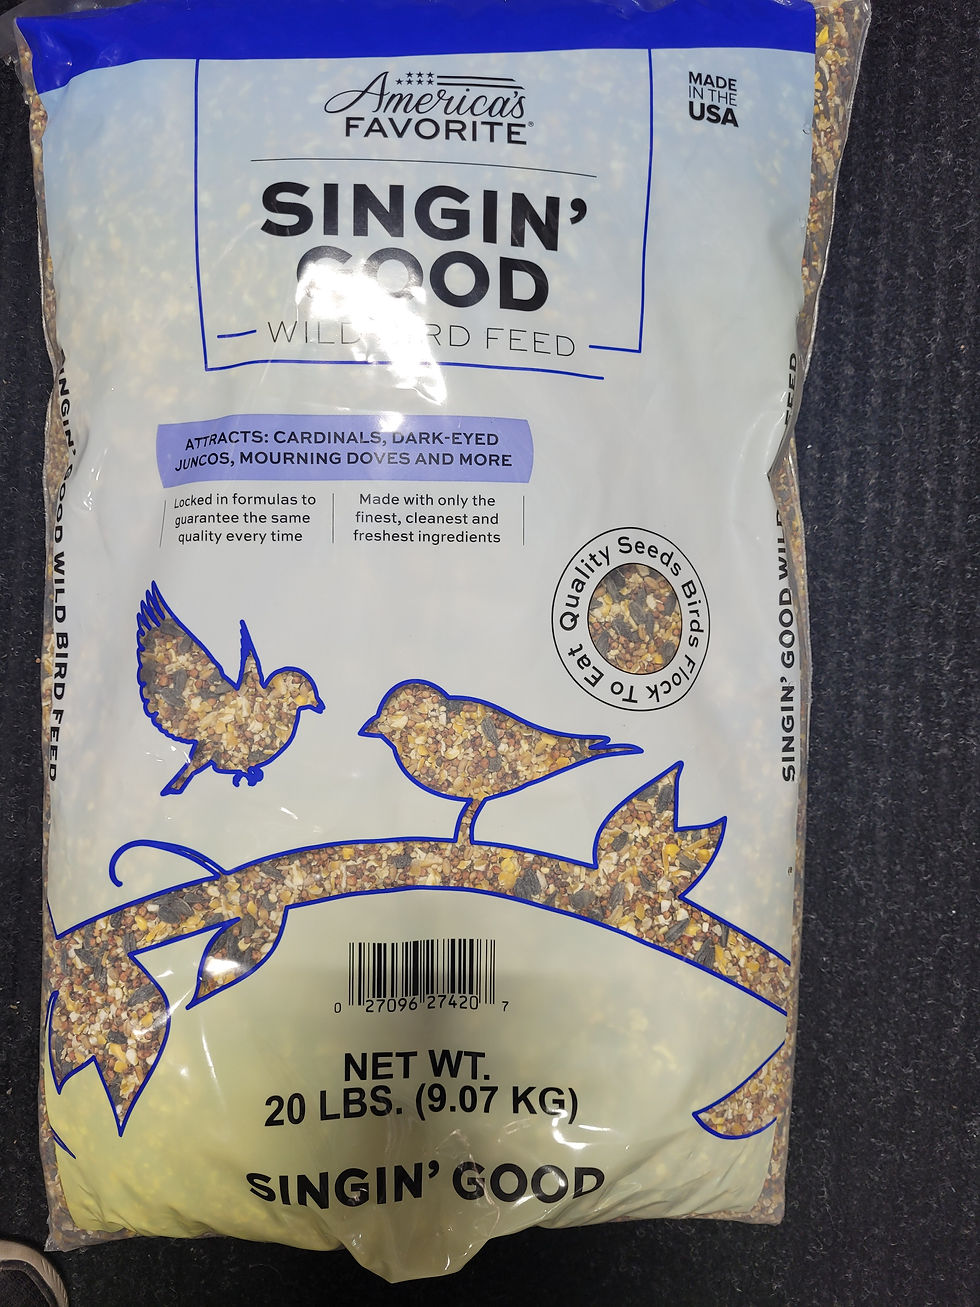 America's
FAVORITE®
MADE
IN THE
USA
SINGIN'
GOOD
WILD BIRD FEED
ATTRACTS: CARDINALS, DARK-EYED
JUNCOS, MOURNING DOVES AND MORE
Locked in formulas to
guarantee the same
quality every time
Made with only the
finest, cleanest and
freshest ingredients
Quality Seeds Birds Flock To Eat
SINGIN' GOOD WILD BIRD FEED
SINGIN' GOOD WILD FEED
0 27096 27420 7
NET WT.
20 LBS. (9.07 KG)
SINGIN' GOOD